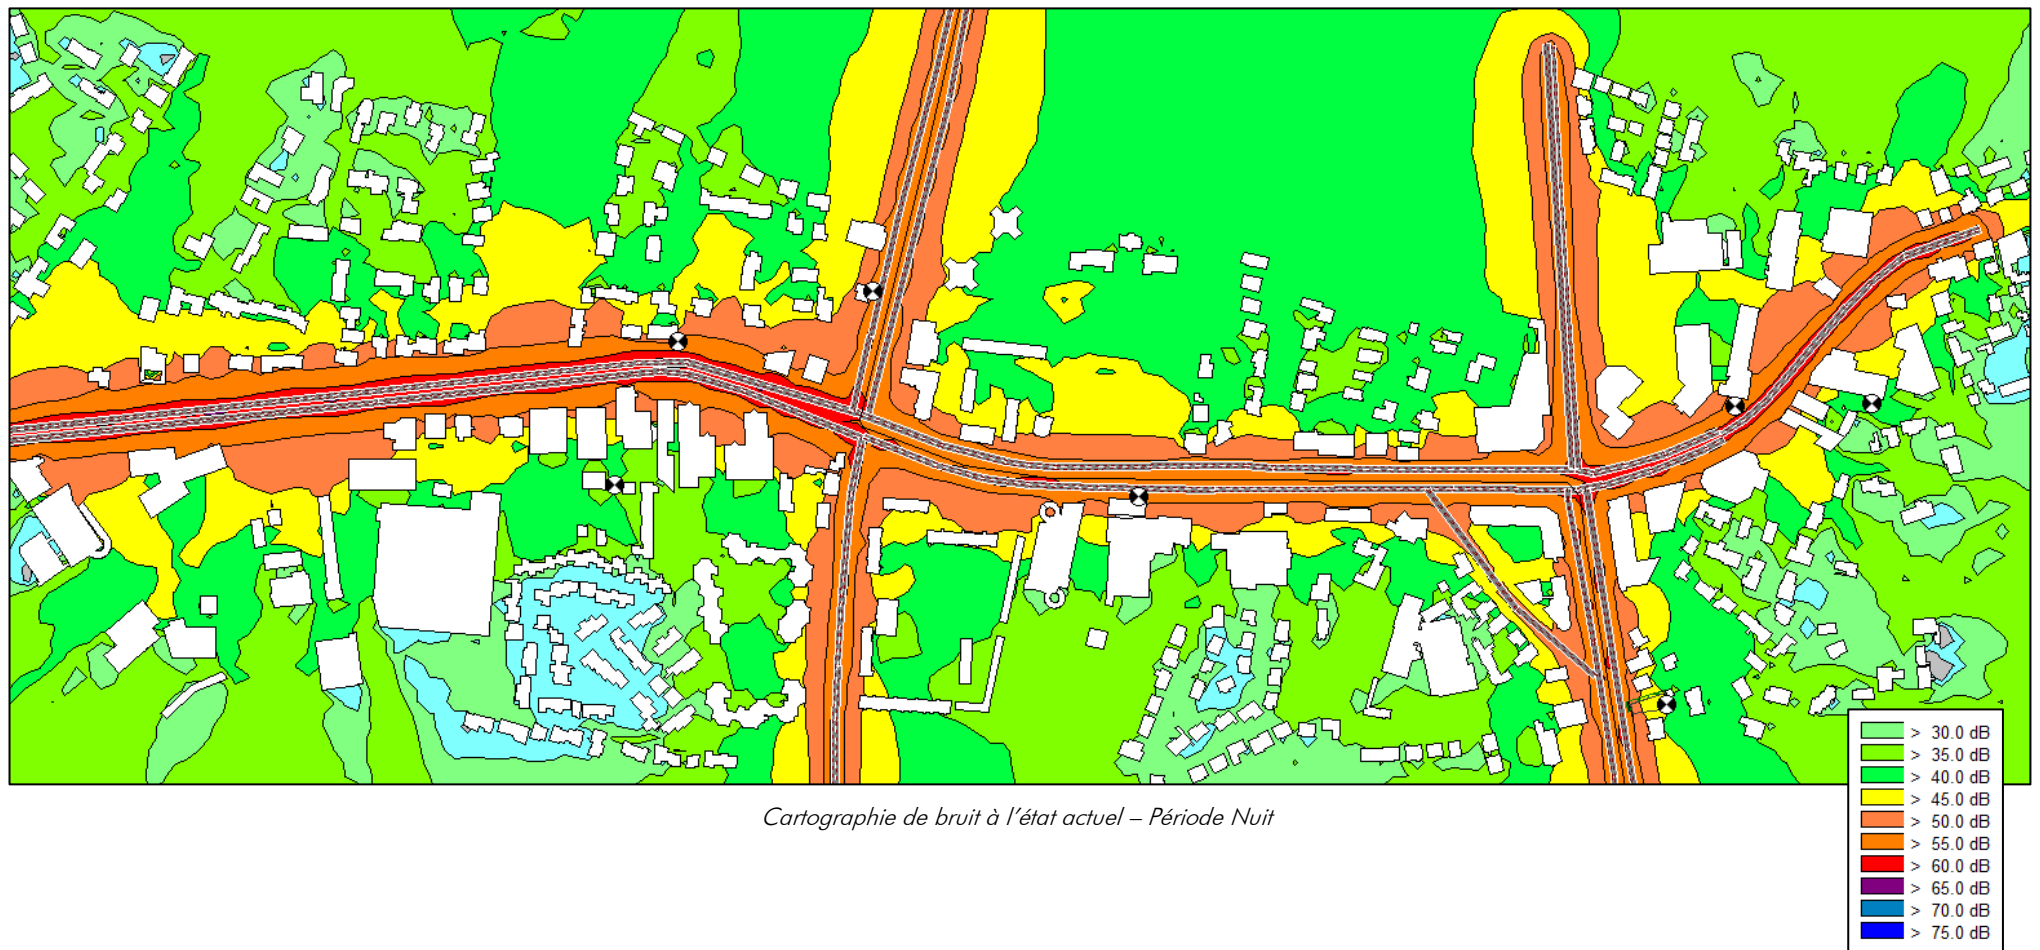 Cartographie de bruit à l'état actuel – Période Nuit
> 30.0 dB
> 35.0 dB
> 40.0 dB
> 45.0 dB
> 50.0 dB
> 55.0 dB
> 60.0 dB
> 65.0 dB
> 70.0 dB
> 75.0 dB